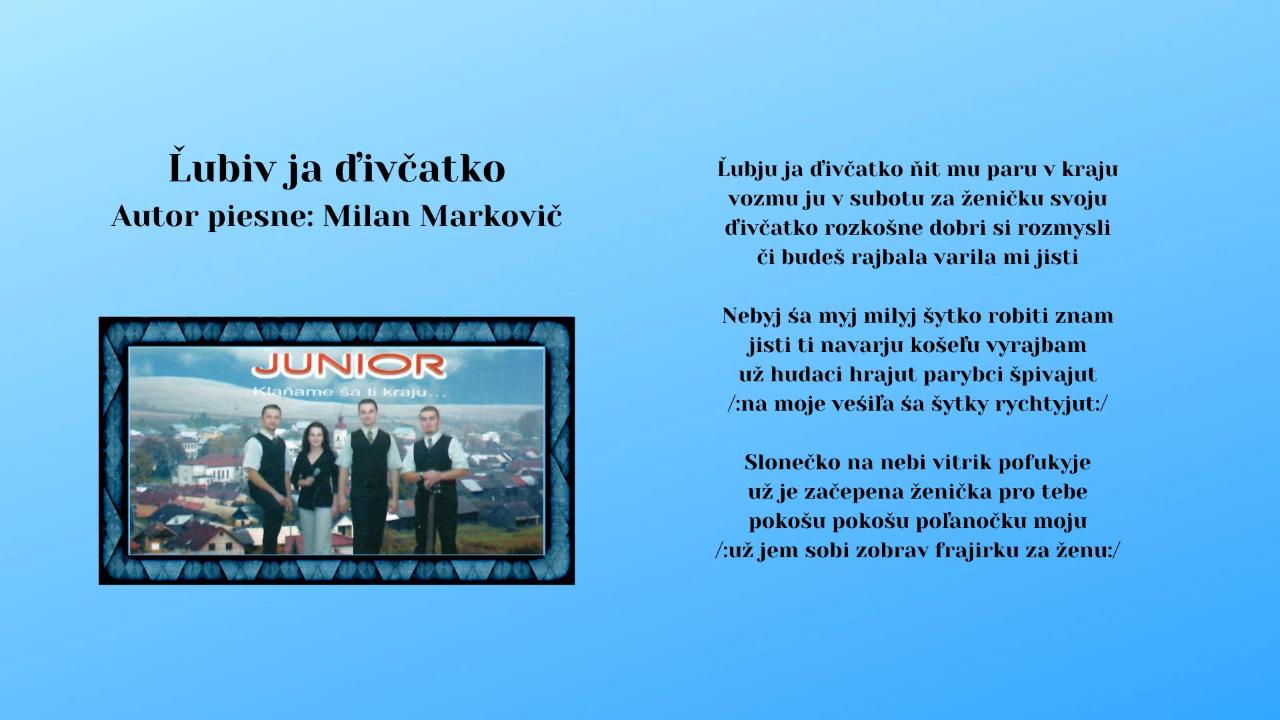 Ľubiv ja ďivčatko
Autor piesne: Milan Markovič
JUNIOR
Klaňame ša ti kraju...
Ľubju ja ďivčatko ňit mu paru v kraju
vozmu ju v subotu za ženičku svoju
ďivčatko rozkošne dobri si rozmysli
či budeš rajbala varila mi jisti
Nebyj śa myj milyj šytko robiti znam
jisti ti navarju košeľu vyrajbam
už hudaci hrajut parybci špivajut
/:na moje veśiľa śa šytky rychtyjut:/
Slonečko na nebi vitrik pofukyje
už je začepena ženička pro tebe
pokošu pokošu poľanočku moju
/:už jem sobi zobrav frajirku za ženu:/